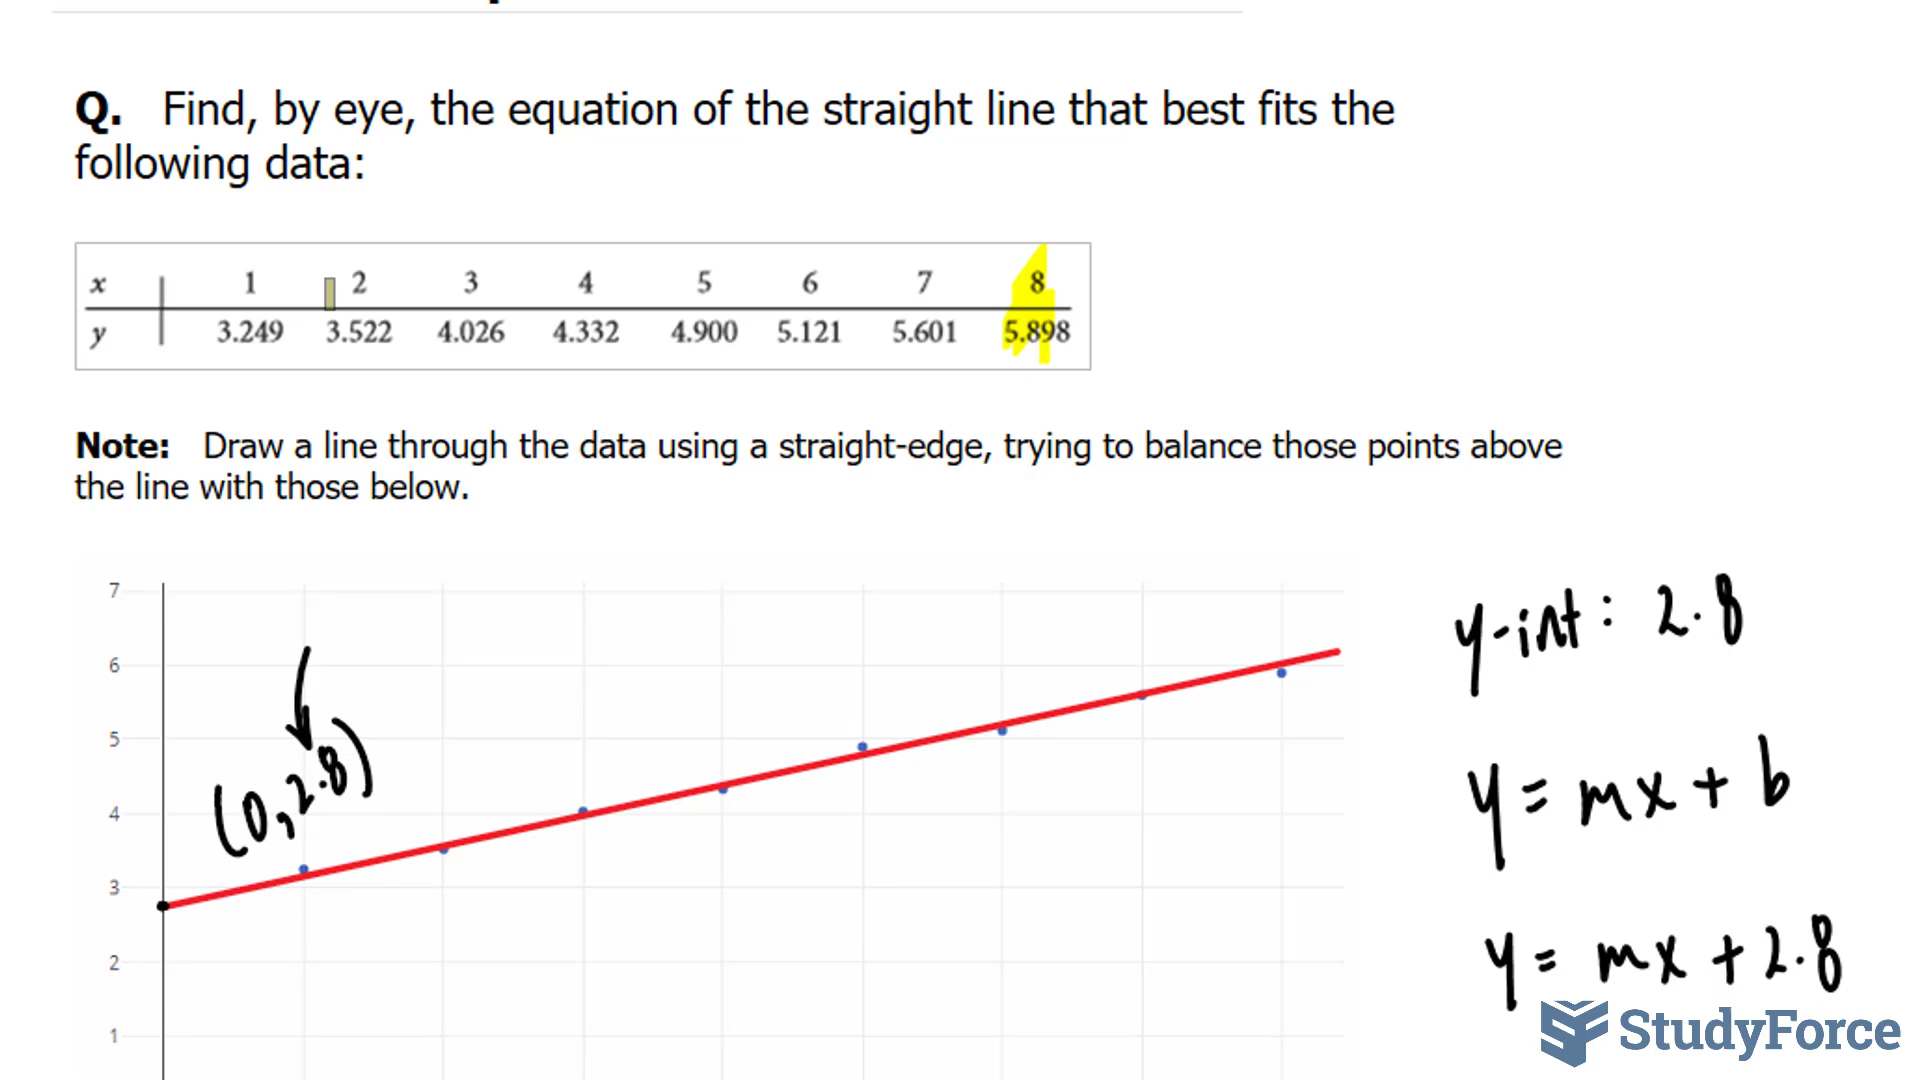 Q. Find, by eye, the equation of the straight line that best fits the
following data:
x 1 2 3 4 5 6 7 8
y 3.249 3.522 4.026 4.332 4.900 5.121 5.601 5.898
Note: Draw a line through the data using a straight-edge, trying to balance those points above
the line with those below.
7
6
5
4
3
2
1
(0,2.8)
y-int: 2.8
y = mx + b
y = mx + 2.8
StudyForce